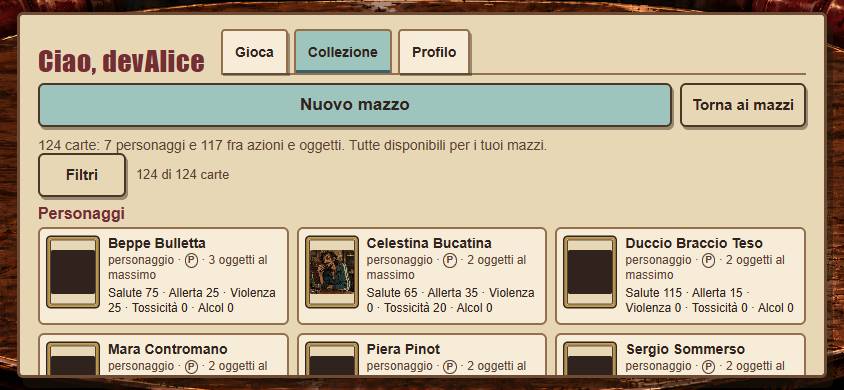 Ciao, devAlice
Gioca
Collezione
Profilo
Nuovo mazzo
Torna ai mazzi
124 carte: 7 personaggi e 117 fra azioni e oggetti. Tutte disponibili per i tuoi mazzi.
Filtri
124 di 124 carte
Personaggi
Beppe Bulletta
personaggio · P · 3 oggetti al
massimo
Salute 75 · Allerta 25 · Violenza
25 · Tossicità 0 · Alcol 0
Celestina Bucatina
personaggio · P · 2 oggetti al
massimo
Salute 65 · Allerta 35 · Violenza
0 · Tossicità 20 · Alcol 0
Duccio Braccio Teso
personaggio · P · 2 oggetti al
massimo
Salute 115 · Allerta 15 ·
Violenza 0 · Tossicità 0 · Alcol 0
Mara Contromano
personaggio · P · 2 oggetti al
Piera Pinot
personaggio · P · 2 oggetti al
Sergio Sommerso
personaggio · P · 2 oggetti al